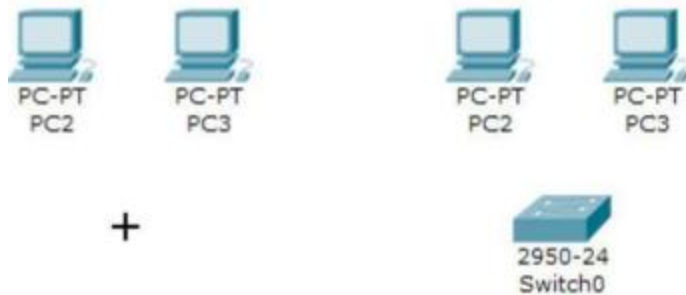 PC-PT PC-PT PC-PT PC-PT
PC2 PC3 PC2 PC3
+
2950-24
Switch0